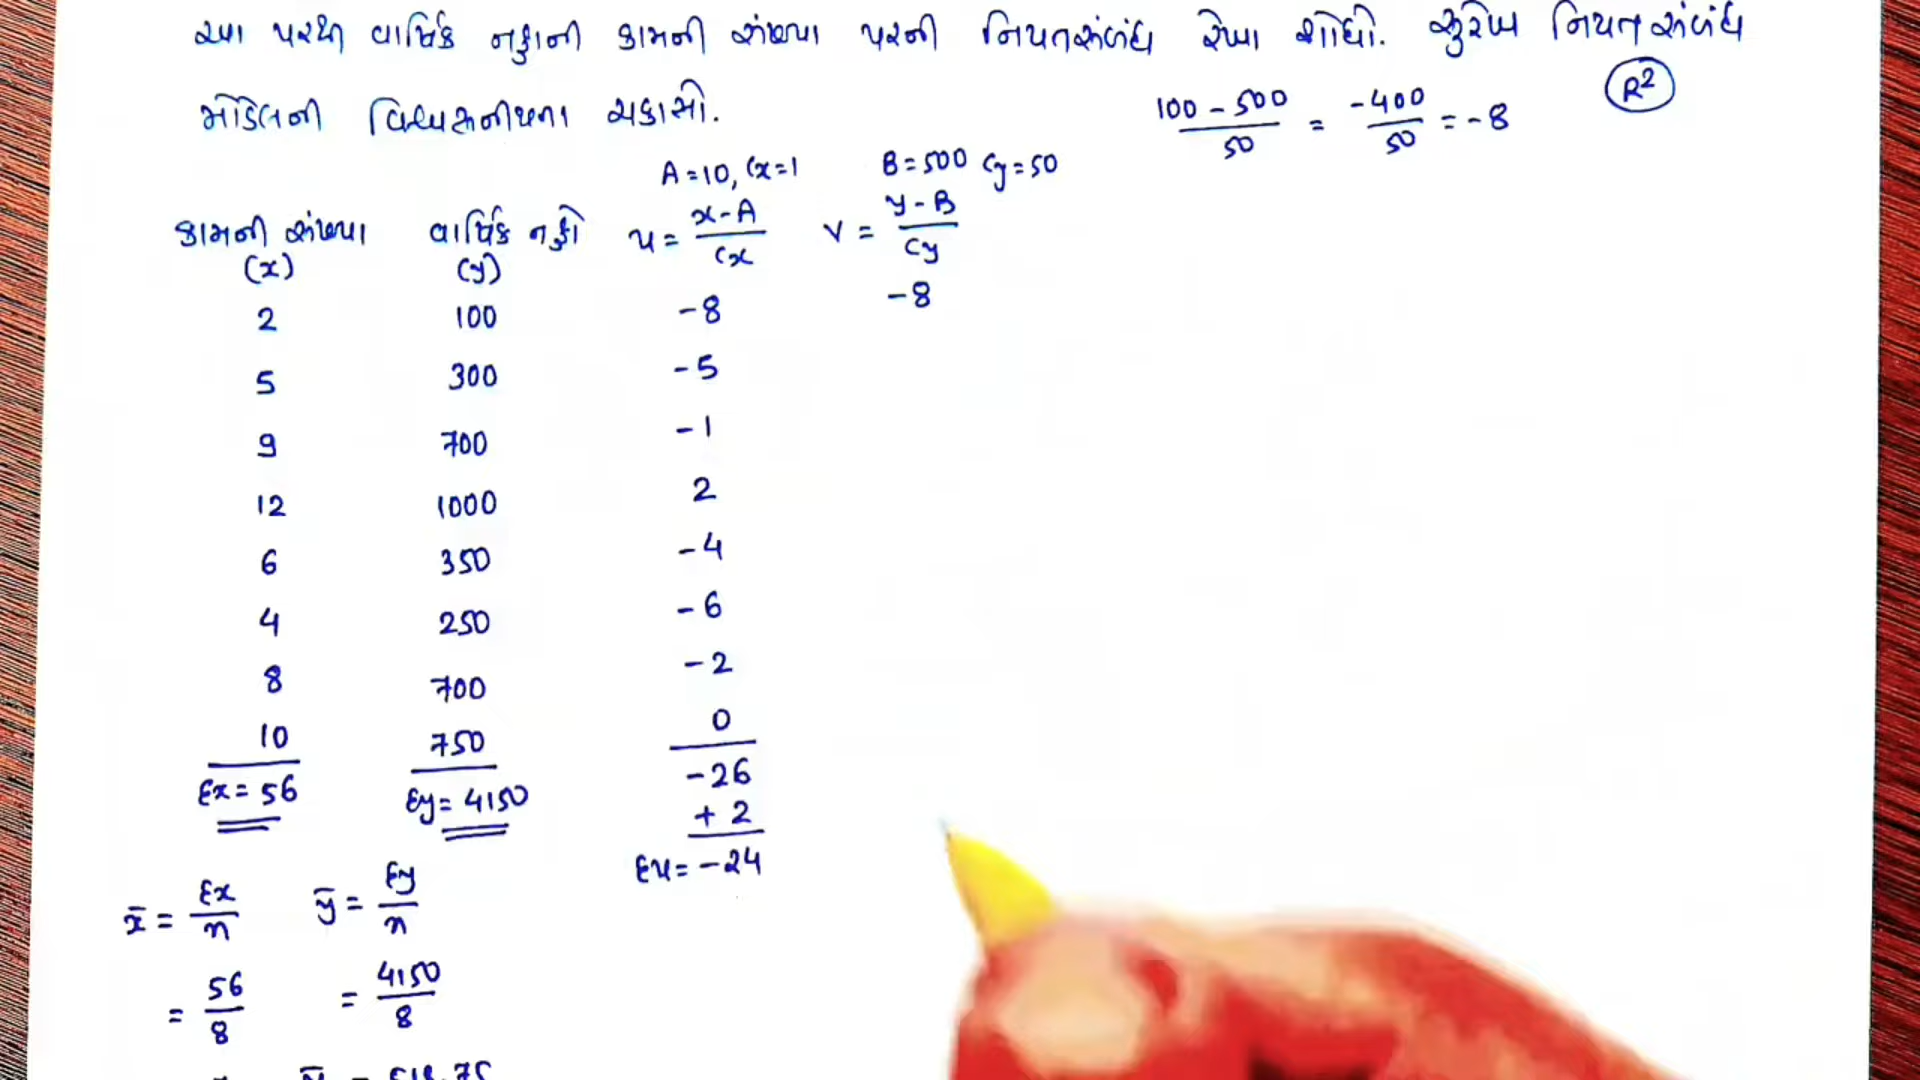 આ પરથી વાર્ષિક નફાની કામની સંખ્યા પરની નિયતસંબંધ રેખા શોધો. સુરેખ નિયતસંબંધ
મોડેલની વિશ્વસનીયતા ચકાસો.
100 - 500 / 50 = -400 / 50 = -8
R²
A = 10, Cx = 1 B = 500 Cy = 50
કામની સંખ્યા (x) વાર્ષિક નફો (y) u = x - A / Cx v = y - B / Cy
2 100 -8 -8
5 300 -5
9 700 -1
12 1000 2
6 350 -4
4 250 -6
8 700 -2
10 750 0
Σx = 56 Σy = 4150 -26
+ 2
Σu = -24
x̄ = Σx / n ȳ = Σy / n
= 56 / 8 = 4150 / 8